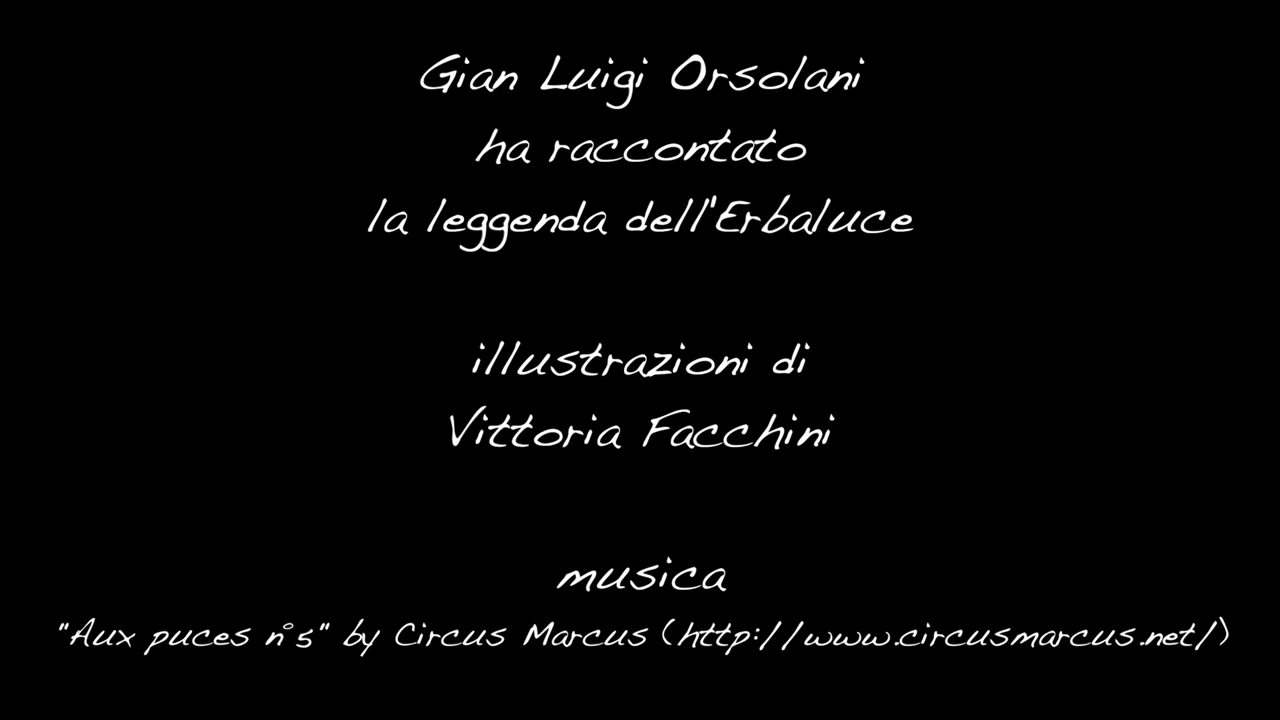 Gian Luigi Orsolani
ha raccontato
la leggenda dell'Erbaluce
illustrazioni di
Vittoria Facchini
musica
"Aux puces n°5" by Circus Marcus (http://www.circusmarcus.net/)